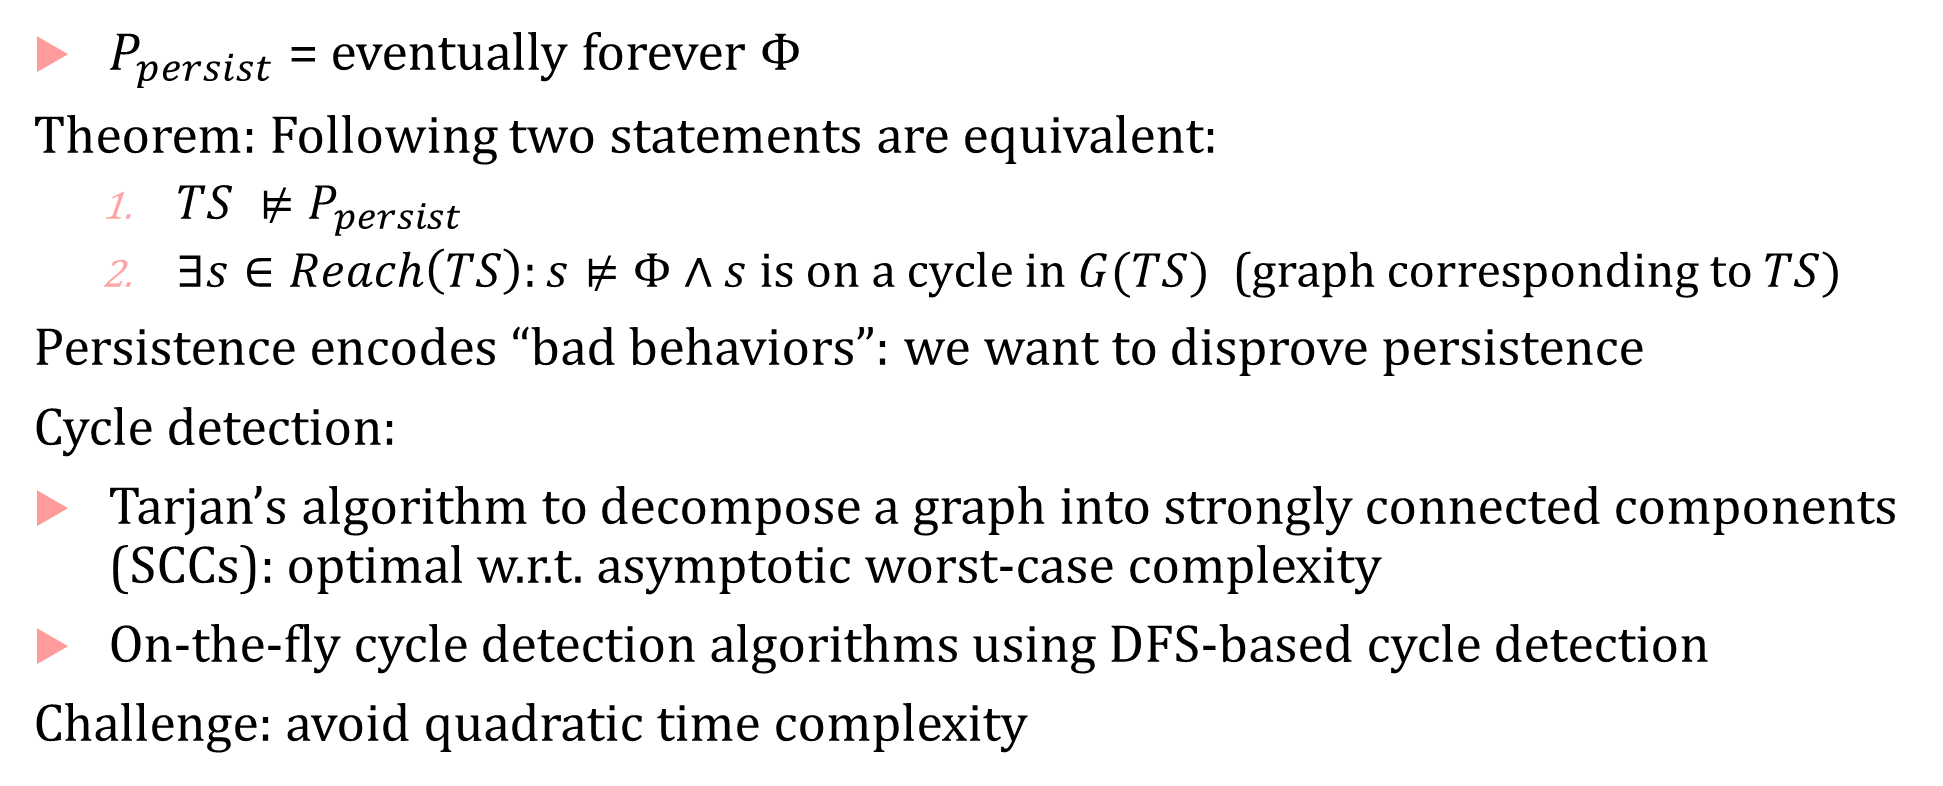 ▶ P_persist = eventually forever Φ
Theorem: Following two statements are equivalent:
1. TS ⊭ P_persist
2. ∃s ∈ Reach(TS): s ⊭ Φ ∧ s is on a cycle in G(TS) (graph corresponding to TS)
Persistence encodes “bad behaviors”: we want to disprove persistence
Cycle detection:
▶ Tarjan’s algorithm to decompose a graph into strongly connected components
(SCCs): optimal w.r.t. asymptotic worst-case complexity
▶ On-the-fly cycle detection algorithms using DFS-based cycle detection
Challenge: avoid quadratic time complexity